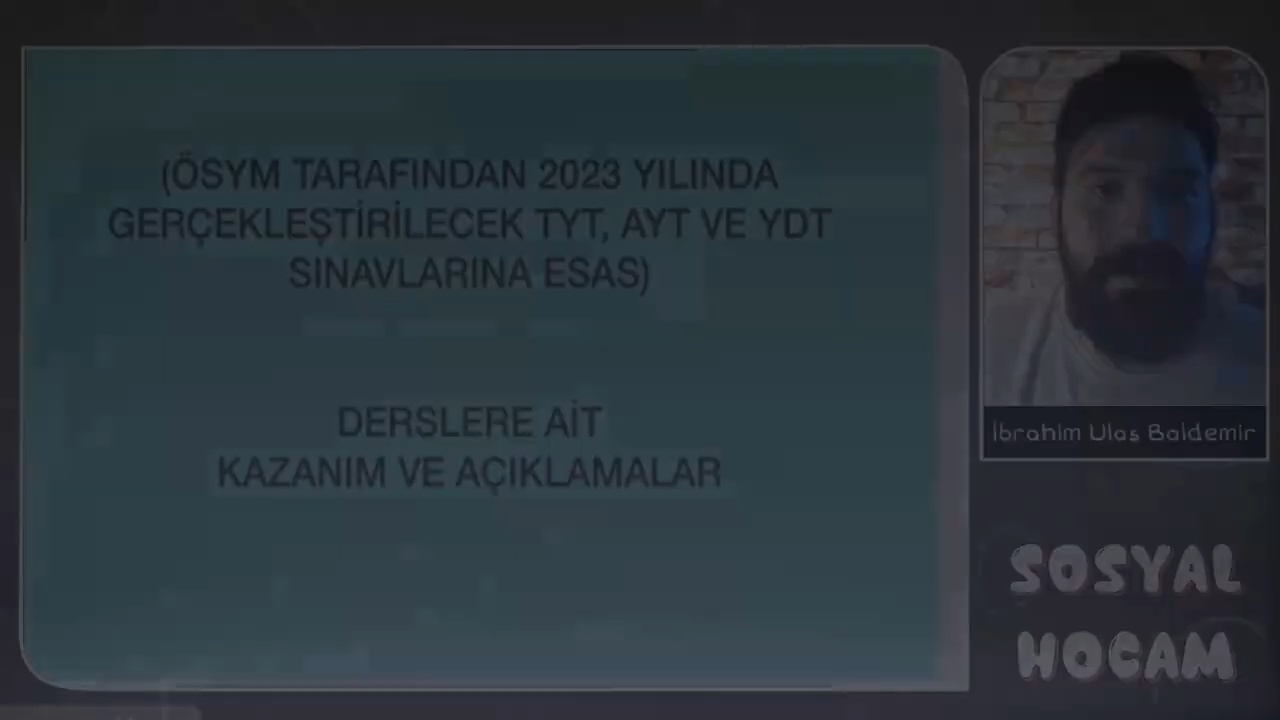 (ÖSYM TARAFINDAN 2023 YILINDA
GERÇEKLEŞTİRİLECEK TYT, AYT VE YDT
SINAVLARINA ESAS)
DERSLERE AİT
KAZANIM VE AÇIKLAMALAR
İbrahim Ulaş Baldemir
SOSYAL
HOCAM